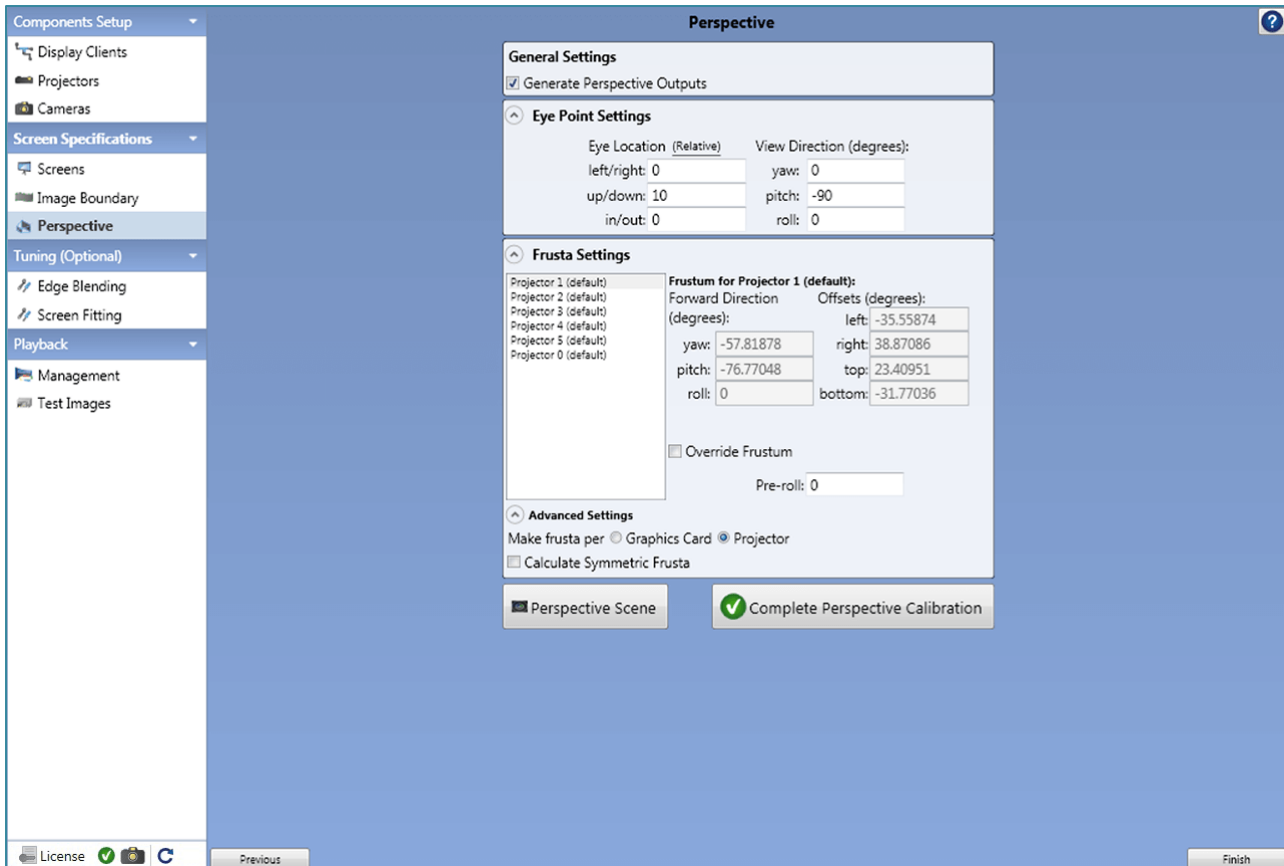 Components Setup
Display Clients
Projectors
Cameras
Screen Specifications
Screens
Image Boundary
Perspective
Tuning (Optional)
Edge Blending
Screen Fitting
Playback
Management
Test Images
License
Perspective
?
General Settings
Generate Perspective Outputs
Eye Point Settings
Eye Location (Relative) View Direction (degrees):
left/right: 0 yaw: 0
up/down: 10 pitch: -90
in/out: 0 roll: 0
Frusta Settings
Projector 1 (default)
Projector 2 (default)
Projector 3 (default)
Projector 4 (default)
Projector 5 (default)
Projector 0 (default)
Frustum for Projector 1 (default):
Forward Direction
(degrees):
yaw: -57.81878
pitch: -76.77048
roll: 0
Offsets (degrees):
left: -35.55874
right: 38.87086
top: 23.40951
bottom: -31.77036
Override Frustum
Pre-roll: 0
Advanced Settings
Make frusta per Graphics Card Projector
Calculate Symmetric Frusta
Perspective Scene
Complete Perspective Calibration
Previous
Finish